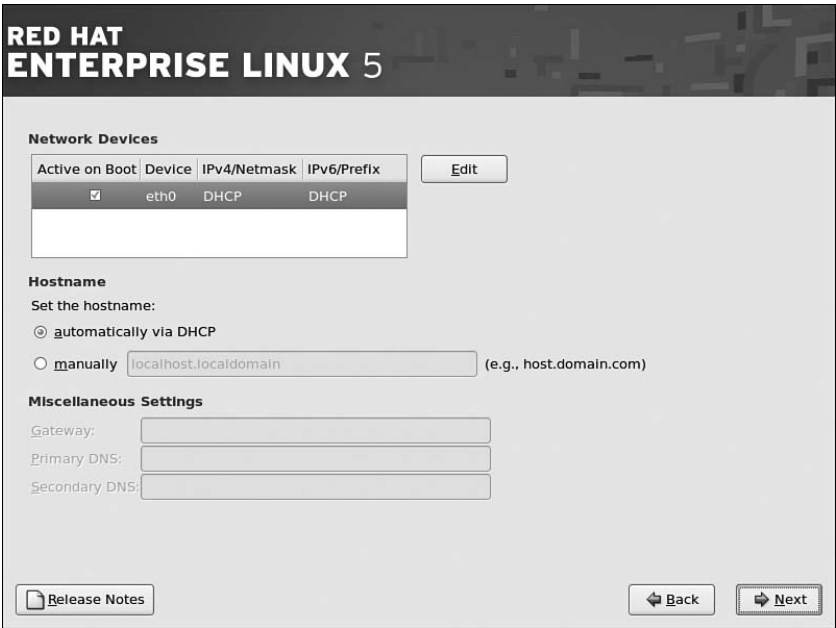 RED HAT
ENTERPRISE LINUX 5
Network Devices
Active on Boot Device IPv4/Netmask IPv6/Prefix
eth0 DHCP DHCP
Edit
Hostname
Set the hostname:
automatically via DHCP
manually localhost.localdomain (e.g., host.domain.com)
Miscellaneous Settings
Gateway:
Primary DNS:
Secondary DNS:
Release Notes
Back
Next